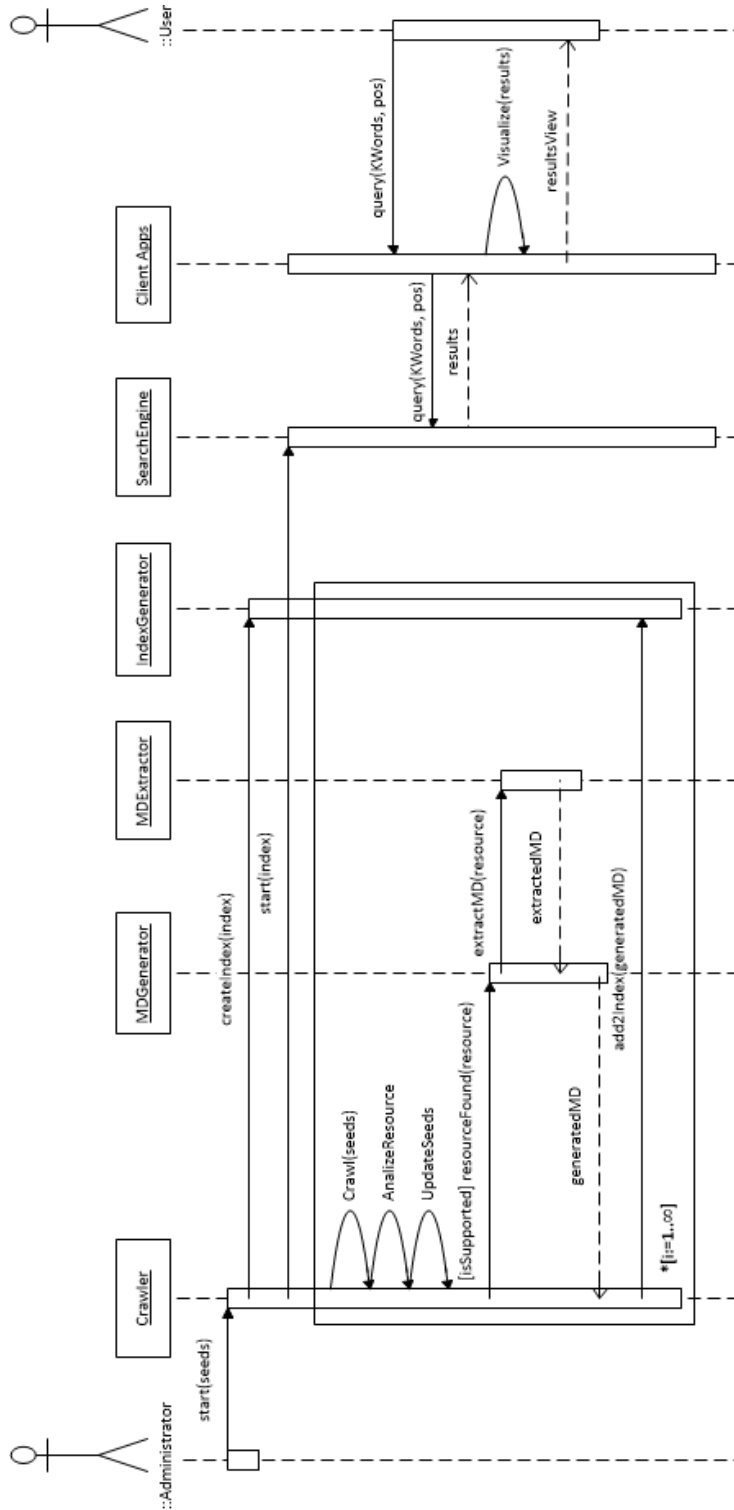 ::Administrator
Crawler
MDGenerator
MDExtractor
IndexGenerator
SearchEngine
Client Apps
::User
start(seeds)
createIndex(index)
start(index)
Crawl(seeds)
AnalizeResource
UpdateSeeds
query(KWords, pos)
query(KWords, pos)
results
[isSupported] resourceFound(resource)
extractMD(resource)
Visualize(results)
extractedMD
resultsView
generatedMD
add2Index(generatedMD)
*[i:=1..∞]